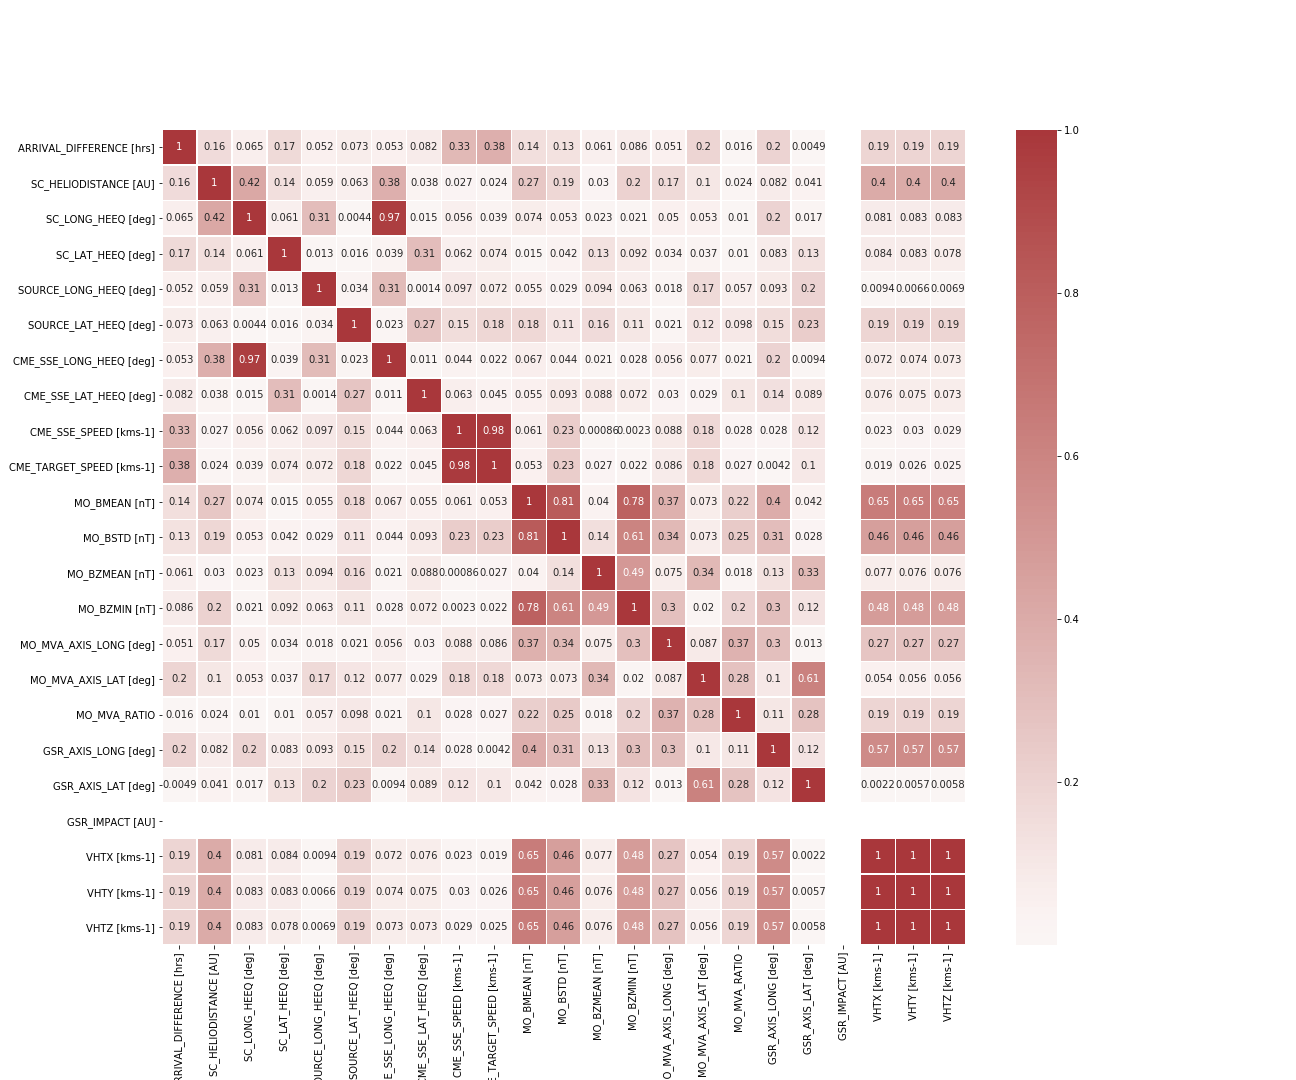 ARRIVAL_DIFFERENCE [hrs] 1 0.16 0.065 0.17 0.052 0.073 0.053 0.082 0.33 0.38 0.14 0.13 0.061 0.086 0.051 0.2 0.016 0.2 0.0049 0.19 0.19 0.19 1.0
SC_HELIODISTANCE [AU] 0.16 1 0.42 0.14 0.059 0.063 0.38 0.038 0.027 0.024 0.27 0.19 0.03 0.2 0.17 0.1 0.024 0.082 0.041 0.4 0.4 0.4
SC_LONG_HEEQ [deg] 0.065 0.42 1 0.061 0.31 0.0044 0.97 0.015 0.056 0.039 0.074 0.053 0.023 0.021 0.05 0.053 0.01 0.2 0.017 0.081 0.083 0.083
SC_LAT_HEEQ [deg] 0.17 0.14 0.061 1 0.013 0.016 0.039 0.31 0.062 0.074 0.015 0.042 0.13 0.092 0.034 0.037 0.01 0.083 0.13 0.084 0.083 0.078
SOURCE_LONG_HEEQ [deg] 0.052 0.059 0.31 0.013 1 0.034 0.31 0.0014 0.097 0.072 0.055 0.029 0.094 0.063 0.018 0.17 0.057 0.093 0.2 0.0094 0.0066 0.0069 0.8
SOURCE_LAT_HEEQ [deg] 0.073 0.063 0.0044 0.016 0.034 1 0.023 0.27 0.15 0.18 0.18 0.11 0.16 0.11 0.021 0.12 0.098 0.15 0.23 0.19 0.19 0.19
CME_SSE_LONG_HEEQ [deg] 0.053 0.38 0.97 0.039 0.31 0.023 1 0.011 0.044 0.022 0.067 0.044 0.021 0.028 0.056 0.077 0.021 0.2 0.0094 0.072 0.074 0.073
CME_SSE_LAT_HEEQ [deg] 0.082 0.038 0.015 0.31 0.0014 0.27 0.011 1 0.063 0.045 0.055 0.093 0.088 0.072 0.03 0.029 0.1 0.14 0.089 0.076 0.075 0.073
CME_SSE_SPEED [kms-1] 0.33 0.027 0.056 0.062 0.097 0.15 0.044 0.063 1 0.98 0.061 0.23 0.00086 0.0023 0.088 0.18 0.028 0.028 0.12 0.023 0.03 0.029
CME_TARGET_SPEED [kms-1] 0.38 0.024 0.039 0.074 0.072 0.18 0.022 0.045 0.98 1 0.053 0.23 0.027 0.022 0.086 0.18 0.027 0.0042 0.1 0.019 0.026 0.025 0.6
MO_BMEAN [nT] 0.14 0.27 0.074 0.015 0.055 0.18 0.067 0.055 0.061 0.053 1 0.81 0.04 0.78 0.37 0.073 0.22 0.4 0.042 0.65 0.65 0.65
MO_BSTD [nT] 0.13 0.19 0.053 0.042 0.029 0.11 0.044 0.093 0.23 0.23 0.81 1 0.14 0.61 0.34 0.073 0.25 0.31 0.028 0.46 0.46 0.46
MO_BZMEAN [nT] 0.061 0.03 0.023 0.13 0.094 0.16 0.021 0.088 0.00086 0.027 0.04 0.14 1 0.49 0.075 0.34 0.018 0.13 0.33 0.077 0.076 0.076
MO_BZMIN [nT] 0.086 0.2 0.021 0.092 0.063 0.11 0.028 0.072 0.0023 0.022 0.78 0.61 0.49 1 0.3 0.02 0.2 0.3 0.12 0.48 0.48 0.48 0.4
MO_MVA_AXIS_LONG [deg] 0.051 0.17 0.05 0.034 0.018 0.021 0.056 0.03 0.088 0.086 0.37 0.34 0.075 0.3 1 0.087 0.37 0.3 0.013 0.27 0.27 0.27
MO_MVA_AXIS_LAT [deg] 0.2 0.1 0.053 0.037 0.17 0.12 0.077 0.029 0.18 0.18 0.073 0.073 0.34 0.02 0.087 1 0.28 0.1 0.61 0.054 0.056 0.056
MO_MVA_RATIO 0.016 0.024 0.01 0.01 0.057 0.098 0.021 0.1 0.028 0.027 0.22 0.25 0.018 0.2 0.37 0.28 1 0.11 0.28 0.19 0.19 0.19
GSR_AXIS_LONG [deg] 0.2 0.082 0.2 0.083 0.093 0.15 0.2 0.14 0.028 0.0042 0.4 0.31 0.13 0.3 0.3 0.1 0.11 1 0.12 0.57 0.57 0.57
GSR_AXIS_LAT [deg] 0.0049 0.041 0.017 0.13 0.2 0.23 0.0094 0.089 0.12 0.1 0.042 0.028 0.33 0.12 0.013 0.61 0.28 0.12 1 0.0022 0.0057 0.0058 0.2
GSR_IMPACT [AU]
VHTX [kms-1] 0.19 0.4 0.081 0.084 0.0094 0.19 0.072 0.076 0.023 0.019 0.65 0.46 0.077 0.48 0.27 0.054 0.19 0.57 0.0022 1 1 1
VHTY [kms-1] 0.19 0.4 0.083 0.083 0.0066 0.19 0.074 0.075 0.03 0.026 0.65 0.46 0.076 0.48 0.27 0.056 0.19 0.57 0.0057 1 1 1
VHTZ [kms-1] 0.19 0.4 0.083 0.078 0.0069 0.19 0.073 0.073 0.029 0.025 0.65 0.46 0.076 0.48 0.27 0.056 0.19 0.57 0.0058 1 1 1
RRIVAL_DIFFERENCE [hrs]
SC_HELIODISTANCE [AU]
SC_LONG_HEEQ [deg]
SC_LAT_HEEQ [deg]
OURCE_LONG_HEEQ [deg]
SOURCE_LAT_HEEQ [deg]
E_SSE_LONG_HEEQ [deg]
CME_SSE_LAT_HEEQ [deg]
CME_SSE_SPEED [kms-1]
E_TARGET_SPEED [kms-1]
MO_BMEAN [nT]
MO_BSTD [nT]
MO_BZMEAN [nT]
MO_BZMIN [nT]
O_MVA_AXIS_LONG [deg]
MO_MVA_AXIS_LAT [deg]
MO_MVA_RATIO
GSR_AXIS_LONG [deg]
GSR_AXIS_LAT [deg]
GSR_IMPACT [AU]
VHTX [kms-1]
VHTY [kms-1]
VHTZ [kms-1]